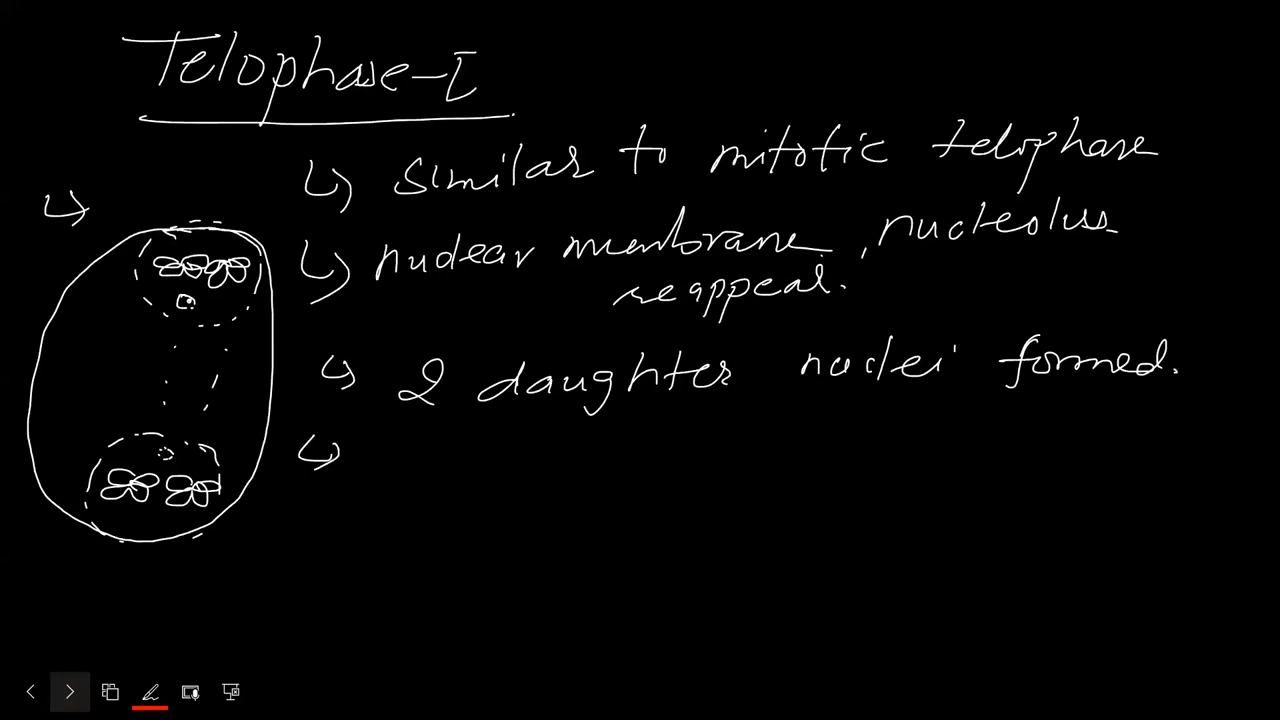 Telophase-I
↳ similar to mitotic telophase
↳ nuclear membrane, nucleolus
reappear.
↳ 2 daughter nuclei formed.
↳